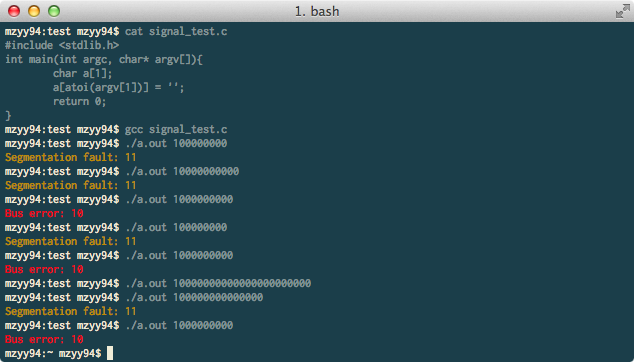 1. bash
mzyy94:test mzyy94$ cat signal_test.c
#include <stdlib.h>
int main(int argc, char* argv[]){
        char a[1];
        a[atoi(argv[1])] = '';
        return 0;
}
mzyy94:test mzyy94$ gcc signal_test.c
mzyy94:test mzyy94$ ./a.out 100000000
Segmentation fault: 11
mzyy94:test mzyy94$ ./a.out 10000000000
Segmentation fault: 11
mzyy94:test mzyy94$ ./a.out 1000000000
Bus error: 10
mzyy94:test mzyy94$ ./a.out 100000000
Segmentation fault: 11
mzyy94:test mzyy94$ ./a.out 1000000000
Bus error: 10
mzyy94:test mzyy94$ ./a.out 10000000000000000000000
mzyy94:test mzyy94$ ./a.out 100000000000000
Segmentation fault: 11
mzyy94:test mzyy94$ ./a.out 1000000000
Bus error: 10
mzyy94:~ mzyy94$